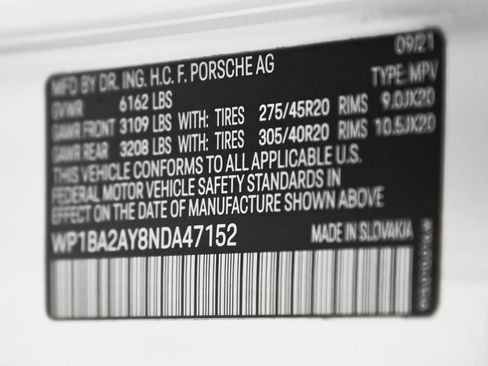 09/21
MFD BY DR. ING. H.C. F. PORSCHE AG
GVWR 6162 LBS TYPE: MPV
GAWR FRONT 3109 LBS WITH: TIRES 275/45R20 RIMS 9.0JX20
GAWR REAR 3208 LBS WITH: TIRES 305/40R20 RIMS 10.5JX20
THIS VEHICLE CONFORMS TO ALL APPLICABLE U.S.
FEDERAL MOTOR VEHICLE SAFETY STANDARDS IN
EFFECT ON THE DATE OF MANUFACTURE SHOWN ABOVE
WP1BA2AY8NDA47152 MADE IN SLOVAKIA